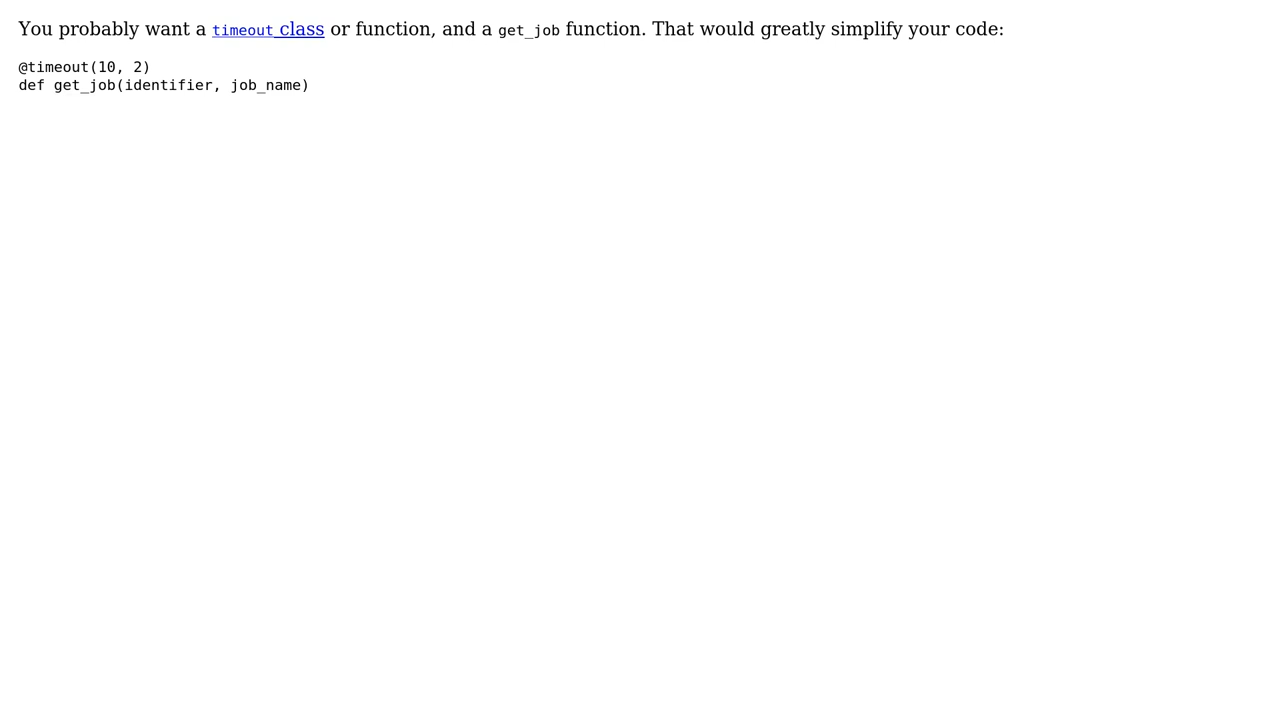 You probably want a timeout class or function, and a get_job function. That would greatly simplify your code:
@timeout(10, 2)
def get_job(identifier, job_name)